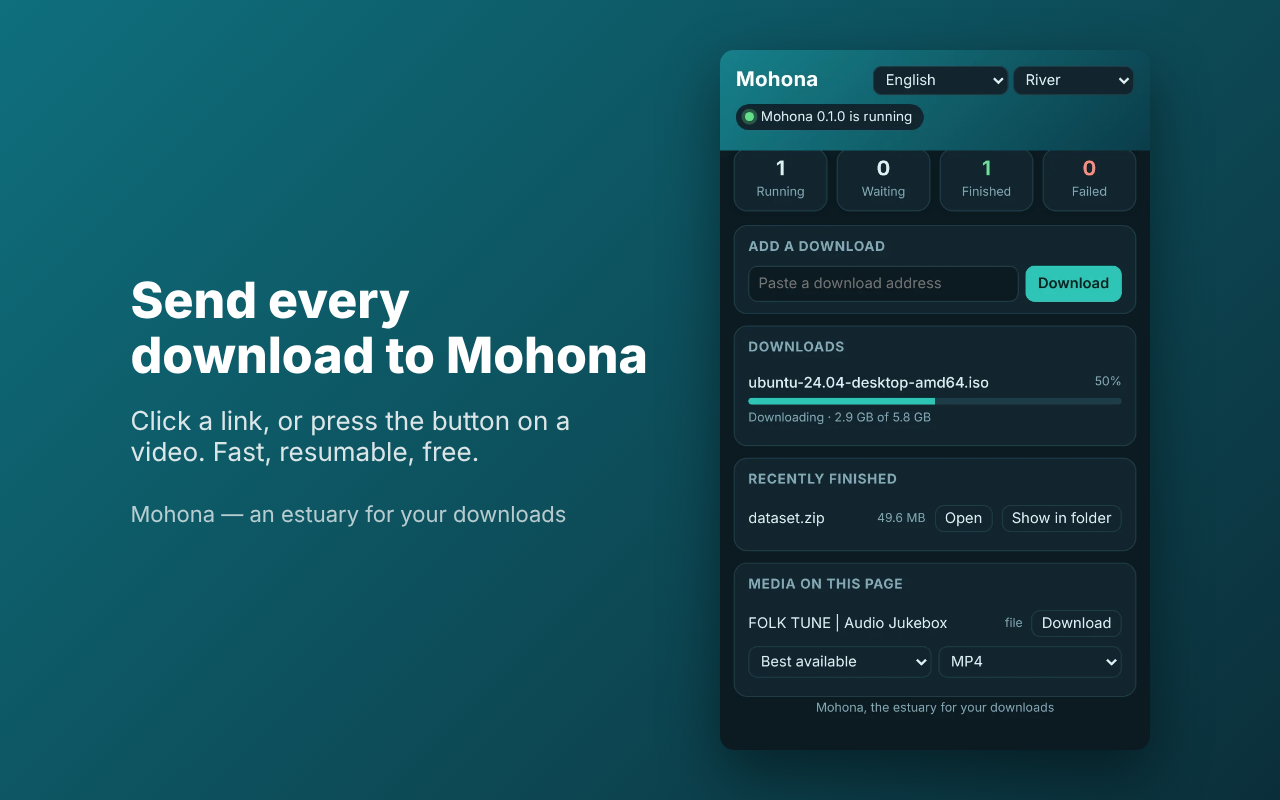 Mohona
English
River
Mohona 0.1.0 is running
1
Running
0
Waiting
1
Finished
0
Failed
ADD A DOWNLOAD
Paste a download address
Download
DOWNLOADS
ubuntu-24.04-desktop-amd64.iso
50%
Downloading · 2.9 GB of 5.8 GB
RECENTLY FINISHED
dataset.zip
49.6 MB
Open
Show in folder
MEDIA ON THIS PAGE
FOLK TUNE | Audio Jukebox
file
Download
Best available
MP4
Mohona, the estuary for your downloads
Send every
download to Mohona
Click a link, or press the button on a
video. Fast, resumable, free.
Mohona — an estuary for your downloads